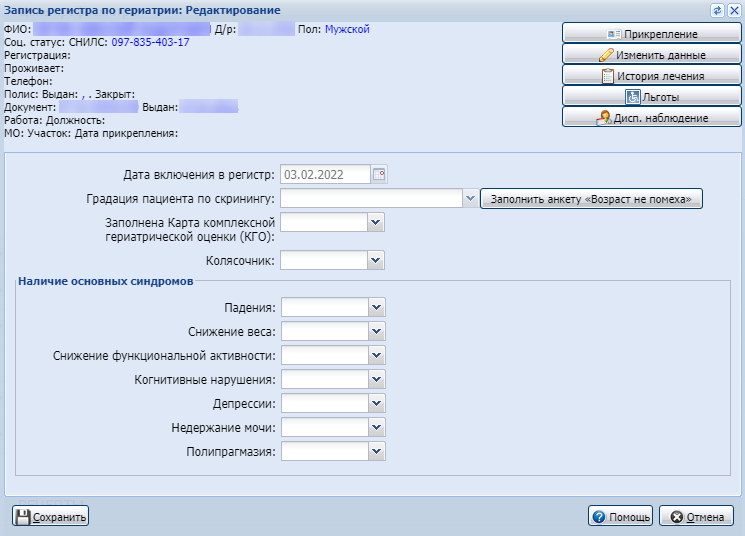 Запись регистра по гериатрии: Редактирование
ФИО: Д/р: Пол: Мужской
Соц. статус: СНИЛС: 097-835-403-17
Регистрация:
Проживает:
Телефон:
Полис: Выдан: , . Закрыт:
Документ: Выдан:
Работа: Должность:
МО: Участок: Дата прикрепления:
Прикрепление
Изменить данные
История лечения
Льготы
Дисп. наблюдение
Дата включения в регистр: 03.02.2022
Градация пациента по скринингу: Заполнить анкету «Возраст не помеха»
Заполнена Карта комплексной
гериатрической оценки (КГО):
Колясочник:
Наличие основных синдромов
Падения:
Снижение веса:
Снижение функциональной активности:
Когнитивные нарушения:
Депрессии:
Недержание мочи:
Полипрагмазия:
Сохранить Помощь Отмена